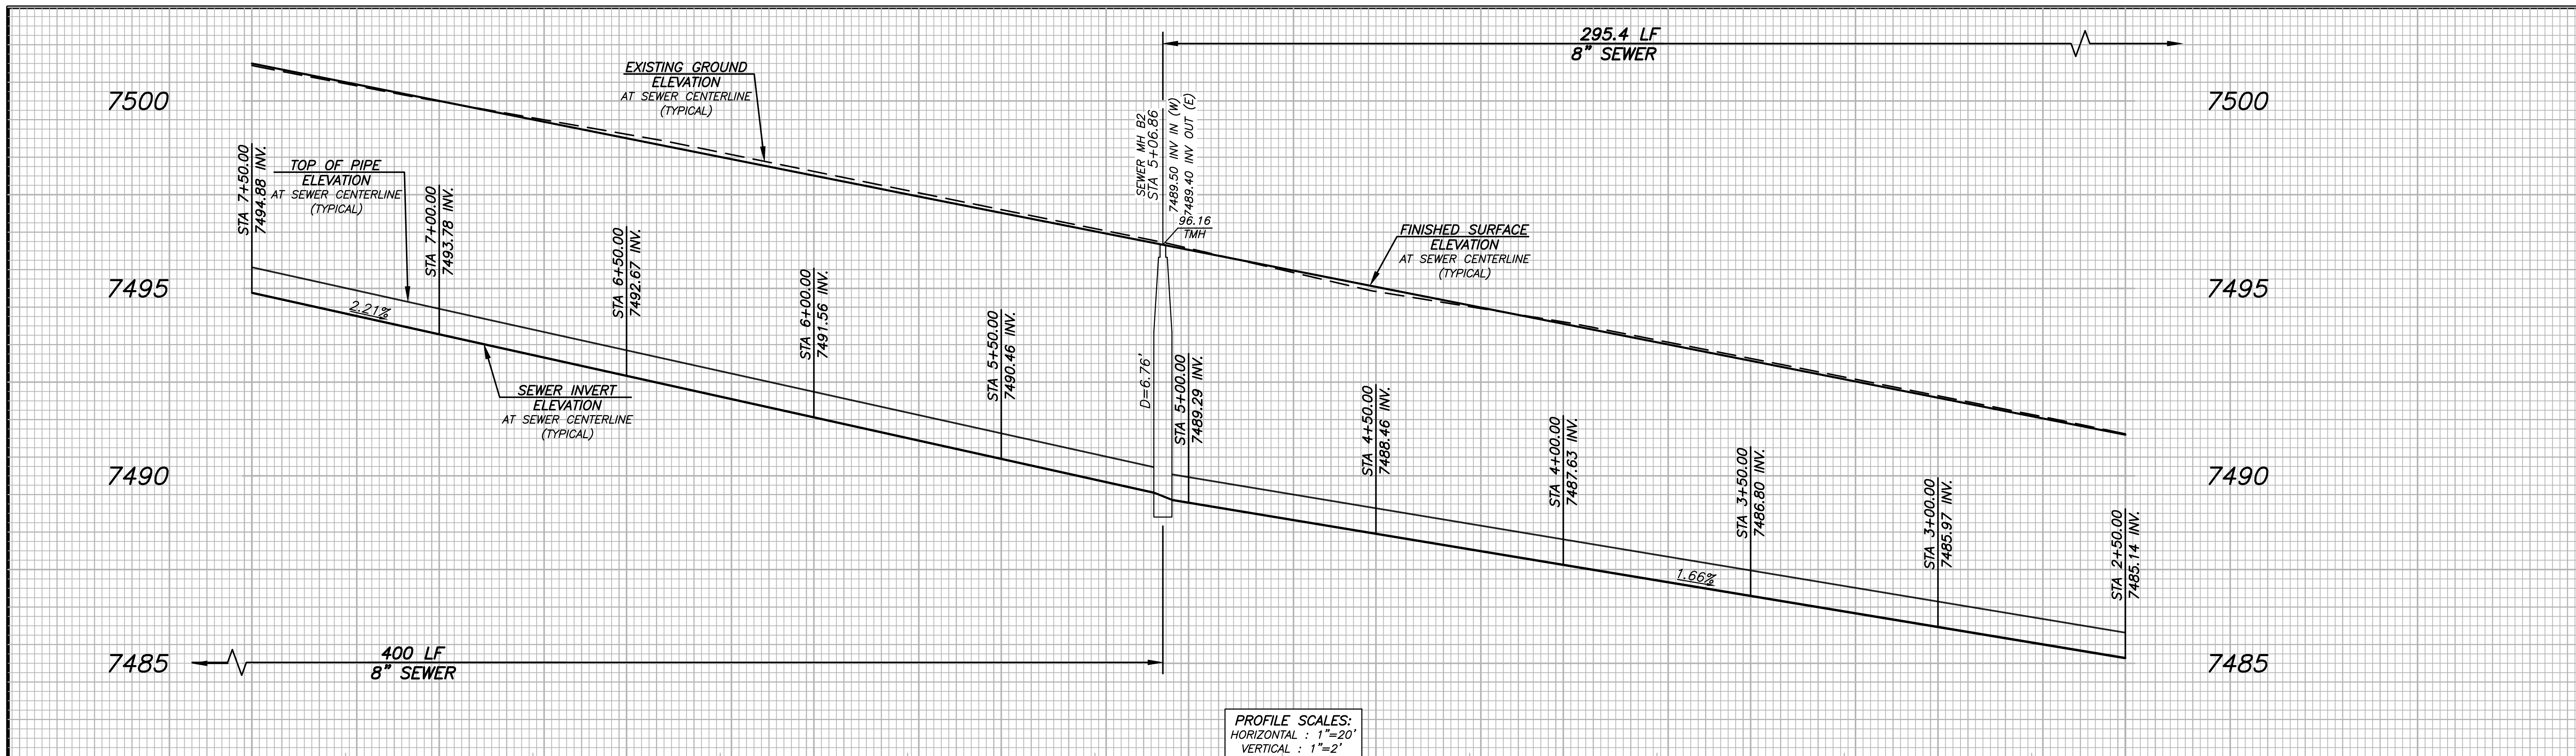 295.4 LF
8" SEWER
EXISTING GROUND
ELEVATION
AT SEWER CENTERLINE
(TYPICAL)
7500
7500
STA 7+50.00
7494.88 INV.
TOP OF PIPE
ELEVATION
AT SEWER CENTERLINE
(TYPICAL)
STA 7+00.00
7493.78 INV.
STA 6+50.00
7492.67 INV.
STA 6+00.00
7491.56 INV.
STA 5+50.00
7490.46 INV.
SEWER MH B2
STA 5+06.86
7489.50 INV IN (W)
7489.40 INV OUT (E)
96.16
TMH
FINISHED SURFACE
ELEVATION
AT SEWER CENTERLINE
(TYPICAL)
7495
7495
2.21%
SEWER INVERT
ELEVATION
AT SEWER CENTERLINE
(TYPICAL)
D=6.76'
STA 5+00.00
7489.29 INV.
STA 4+50.00
7488.46 INV.
STA 4+00.00
7487.63 INV.
STA 3+50.00
7486.80 INV.
STA 3+00.00
7485.97 INV.
STA 2+50.00
7485.14 INV.
7490
7490
1.66%
7485
400 LF
8" SEWER
7485
PROFILE SCALES:
HORIZONTAL : 1"=20'
VERTICAL : 1"=2'